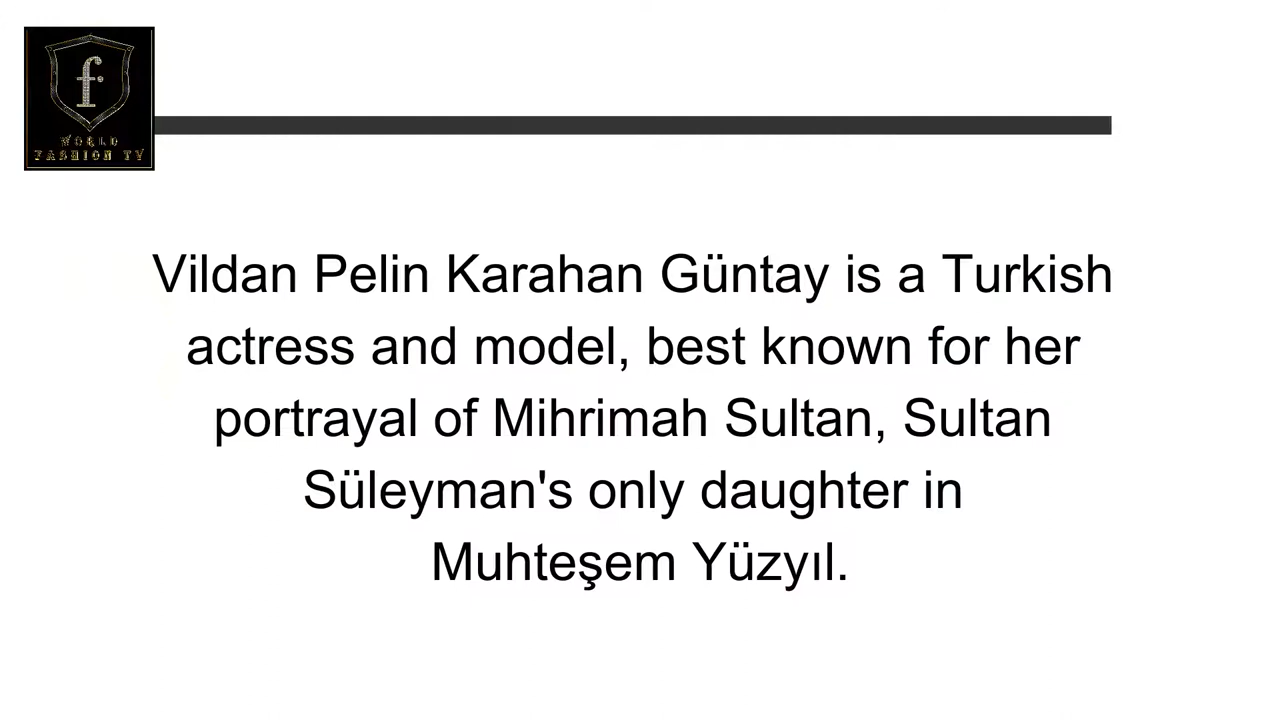 f
WORLD
FASHION TV
Vildan Pelin Karahan Güntay is a Turkish
actress and model, best known for her
portrayal of Mihrimah Sultan, Sultan
Süleyman's only daughter in
Muhteşem Yüzyıl.